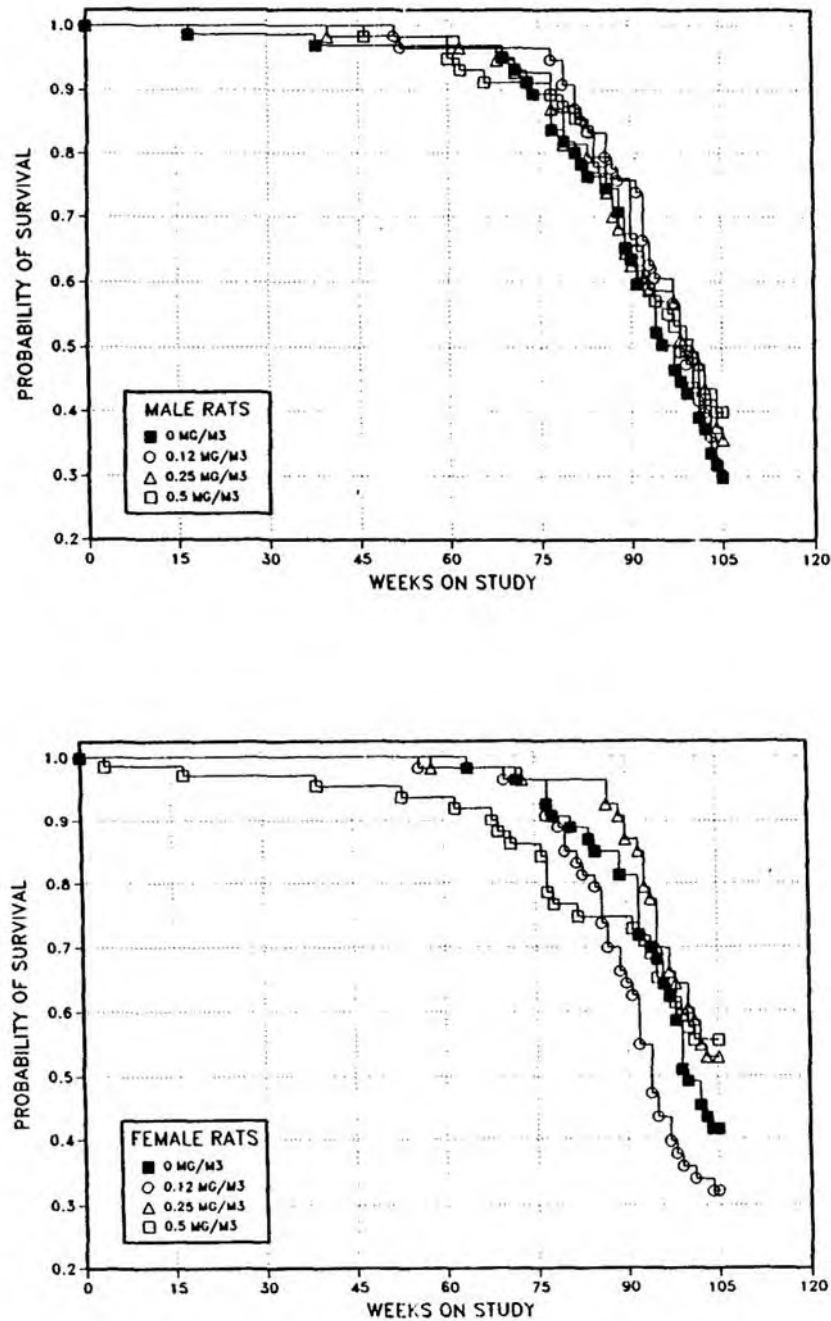 1.0
0.9
0.8
0.7
0.6
0.5
0.4
0.3
0.2
PROBABILITY OF SURVIVAL
MALE RATS
0 MG/M3
0.12 MG/M3
0.25 MG/M3
0.5 MG/M3
0 15 30 45 60 75 90 105 120
WEEKS ON STUDY
1.0
0.9
0.8
0.7
0.6
0.5
0.4
0.3
0.2
PROBABILITY OF SURVIVAL
FEMALE RATS
0 MG/M3
0.12 MG/M3
0.25 MG/M3
0.5 MG/M3
0 15 30 45 60 75 90 105 120
WEEKS ON STUDY